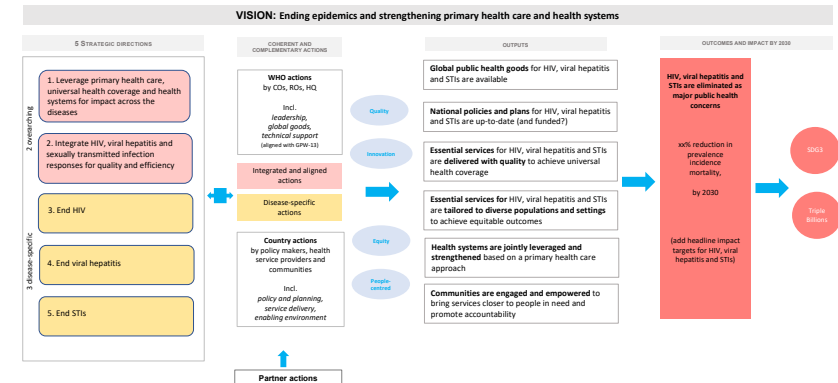 VISION: Ending epidemics and strengthening primary health care and health systems
5 STRATEGIC DIRECTIONS
COHERENT AND
COMPLEMENTARY ACTIONS
OUTPUTS
OUTCOMES AND IMPACT BY 2030
2 overarching
1. Leverage primary health care,
universal health coverage and health
systems for impact across the
diseases
2. Integrate HIV, viral hepatitis and
sexually transmitted infection
responses for quality and efficiency
3 disease-specific
3. End HIV
4. End viral hepatitis
5. End STIs
WHO actions
by COs, ROs, HQ
Incl.
leadership,
global goods,
technical support
(aligned with GPW-13)
Integrated and aligned
actions
Disease-specific
actions
Country actions
by policy makers, health
service providers and
communities
Incl.
policy and planning,
service delivery,
enabling environment
Partner actions
Quality
Innovation
Equity
People-
centred
Global public health goods for HIV, viral hepatitis
and STIs are available
National policies and plans for HIV, viral hepatitis
and STIs are up-to-date (and funded?)
Essential services for HIV, viral hepatitis and STIs
are delivered with quality to achieve universal
health coverage
Essential services for HIV, viral hepatitis and STIs
are tailored to diverse populations and settings
to achieve equitable outcomes
Health systems are jointly leveraged and
strengthened based on a primary health care
approach
Communities are engaged and empowered to
bring services closer to people in need and
promote accountability
HIV, viral hepatitis and
STIs are eliminated as
major public health
concerns
xx% reduction in
prevalence
incidence
mortality,
by 2030
(add headline impact
targets for HIV, viral
hepatitis and STIs)
SDG3
Triple
Billions